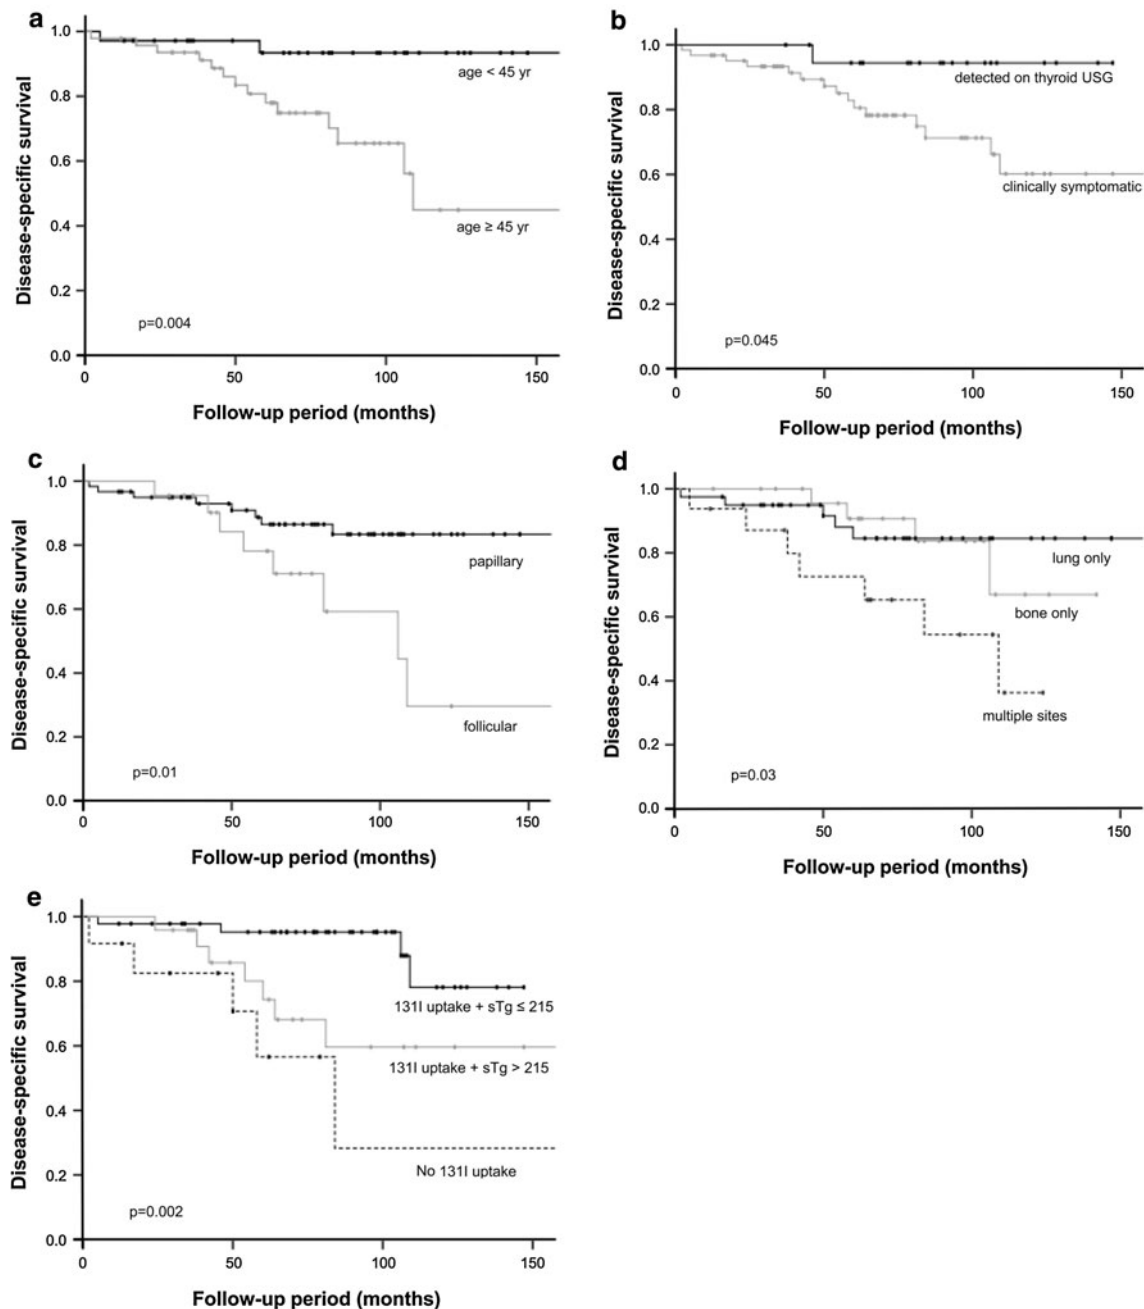 a
Disease-specific survival
1.0
0.8
0.6
0.4
0.2
0.0
age < 45 yr
age ≥ 45 yr
p=0.004
0 50 100 150
Follow-up period (months)
b
Disease-specific survival
1.0
0.8
0.6
0.4
0.2
0.0
detected on thyroid USG
clinically symptomatic
p=0.045
0 50 100 150
Follow-up period (months)
c
Disease-specific survival
1.0
0.8
0.6
0.4
0.2
0.0
papillary
follicular
p=0.01
0 50 100 150
Follow-up period (months)
d
Disease-specific survival
1.0
0.8
0.6
0.4
0.2
0.0
lung only
bone only
multiple sites
p=0.03
0 50 100 150
Follow-up period (months)
e
Disease-specific survival
1.0
0.8
0.6
0.4
0.2
0.0
131I uptake + sTg ≤ 215
131I uptake + sTg > 215
No 131I uptake
p=0.002
0 50 100 150
Follow-up period (months)